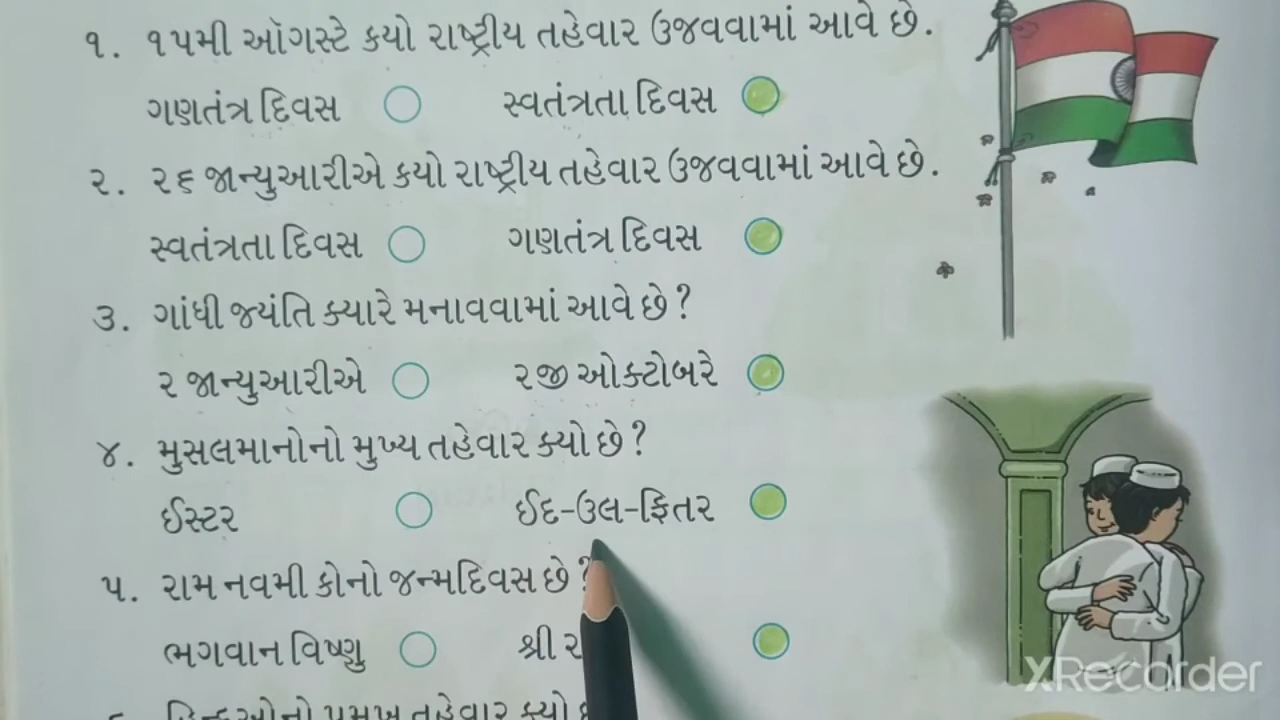 ૧. ૧૫મી ઑગસ્ટે કયો રાષ્ટ્રીય તહેવાર ઉજવવામાં આવે છે.
ગણતંત્ર દિવસ સ્વતંત્રતા દિવસ
૨. ૨૬ જાન્યુઆરીએ કયો રાષ્ટ્રીય તહેવાર ઉજવવામાં આવે છે.
સ્વતંત્રતા દિવસ ગણતંત્ર દિવસ
૩. ગાંધી જ્યંતિ ક્યારે મનાવવામાં આવે છે?
૨ જાન્યુઆરીએ ૨જી ઓક્ટોબરે
૪. મુસલમાનોનો મુખ્ય તહેવાર ક્યો છે?
ઈસ્ટર ઈદ-ઉલ-ફિતર
૫. રામ નવમી કોનો જન્મદિવસ છે?
ભગવાન વિષ્ણુ શ્રી
XRecorder